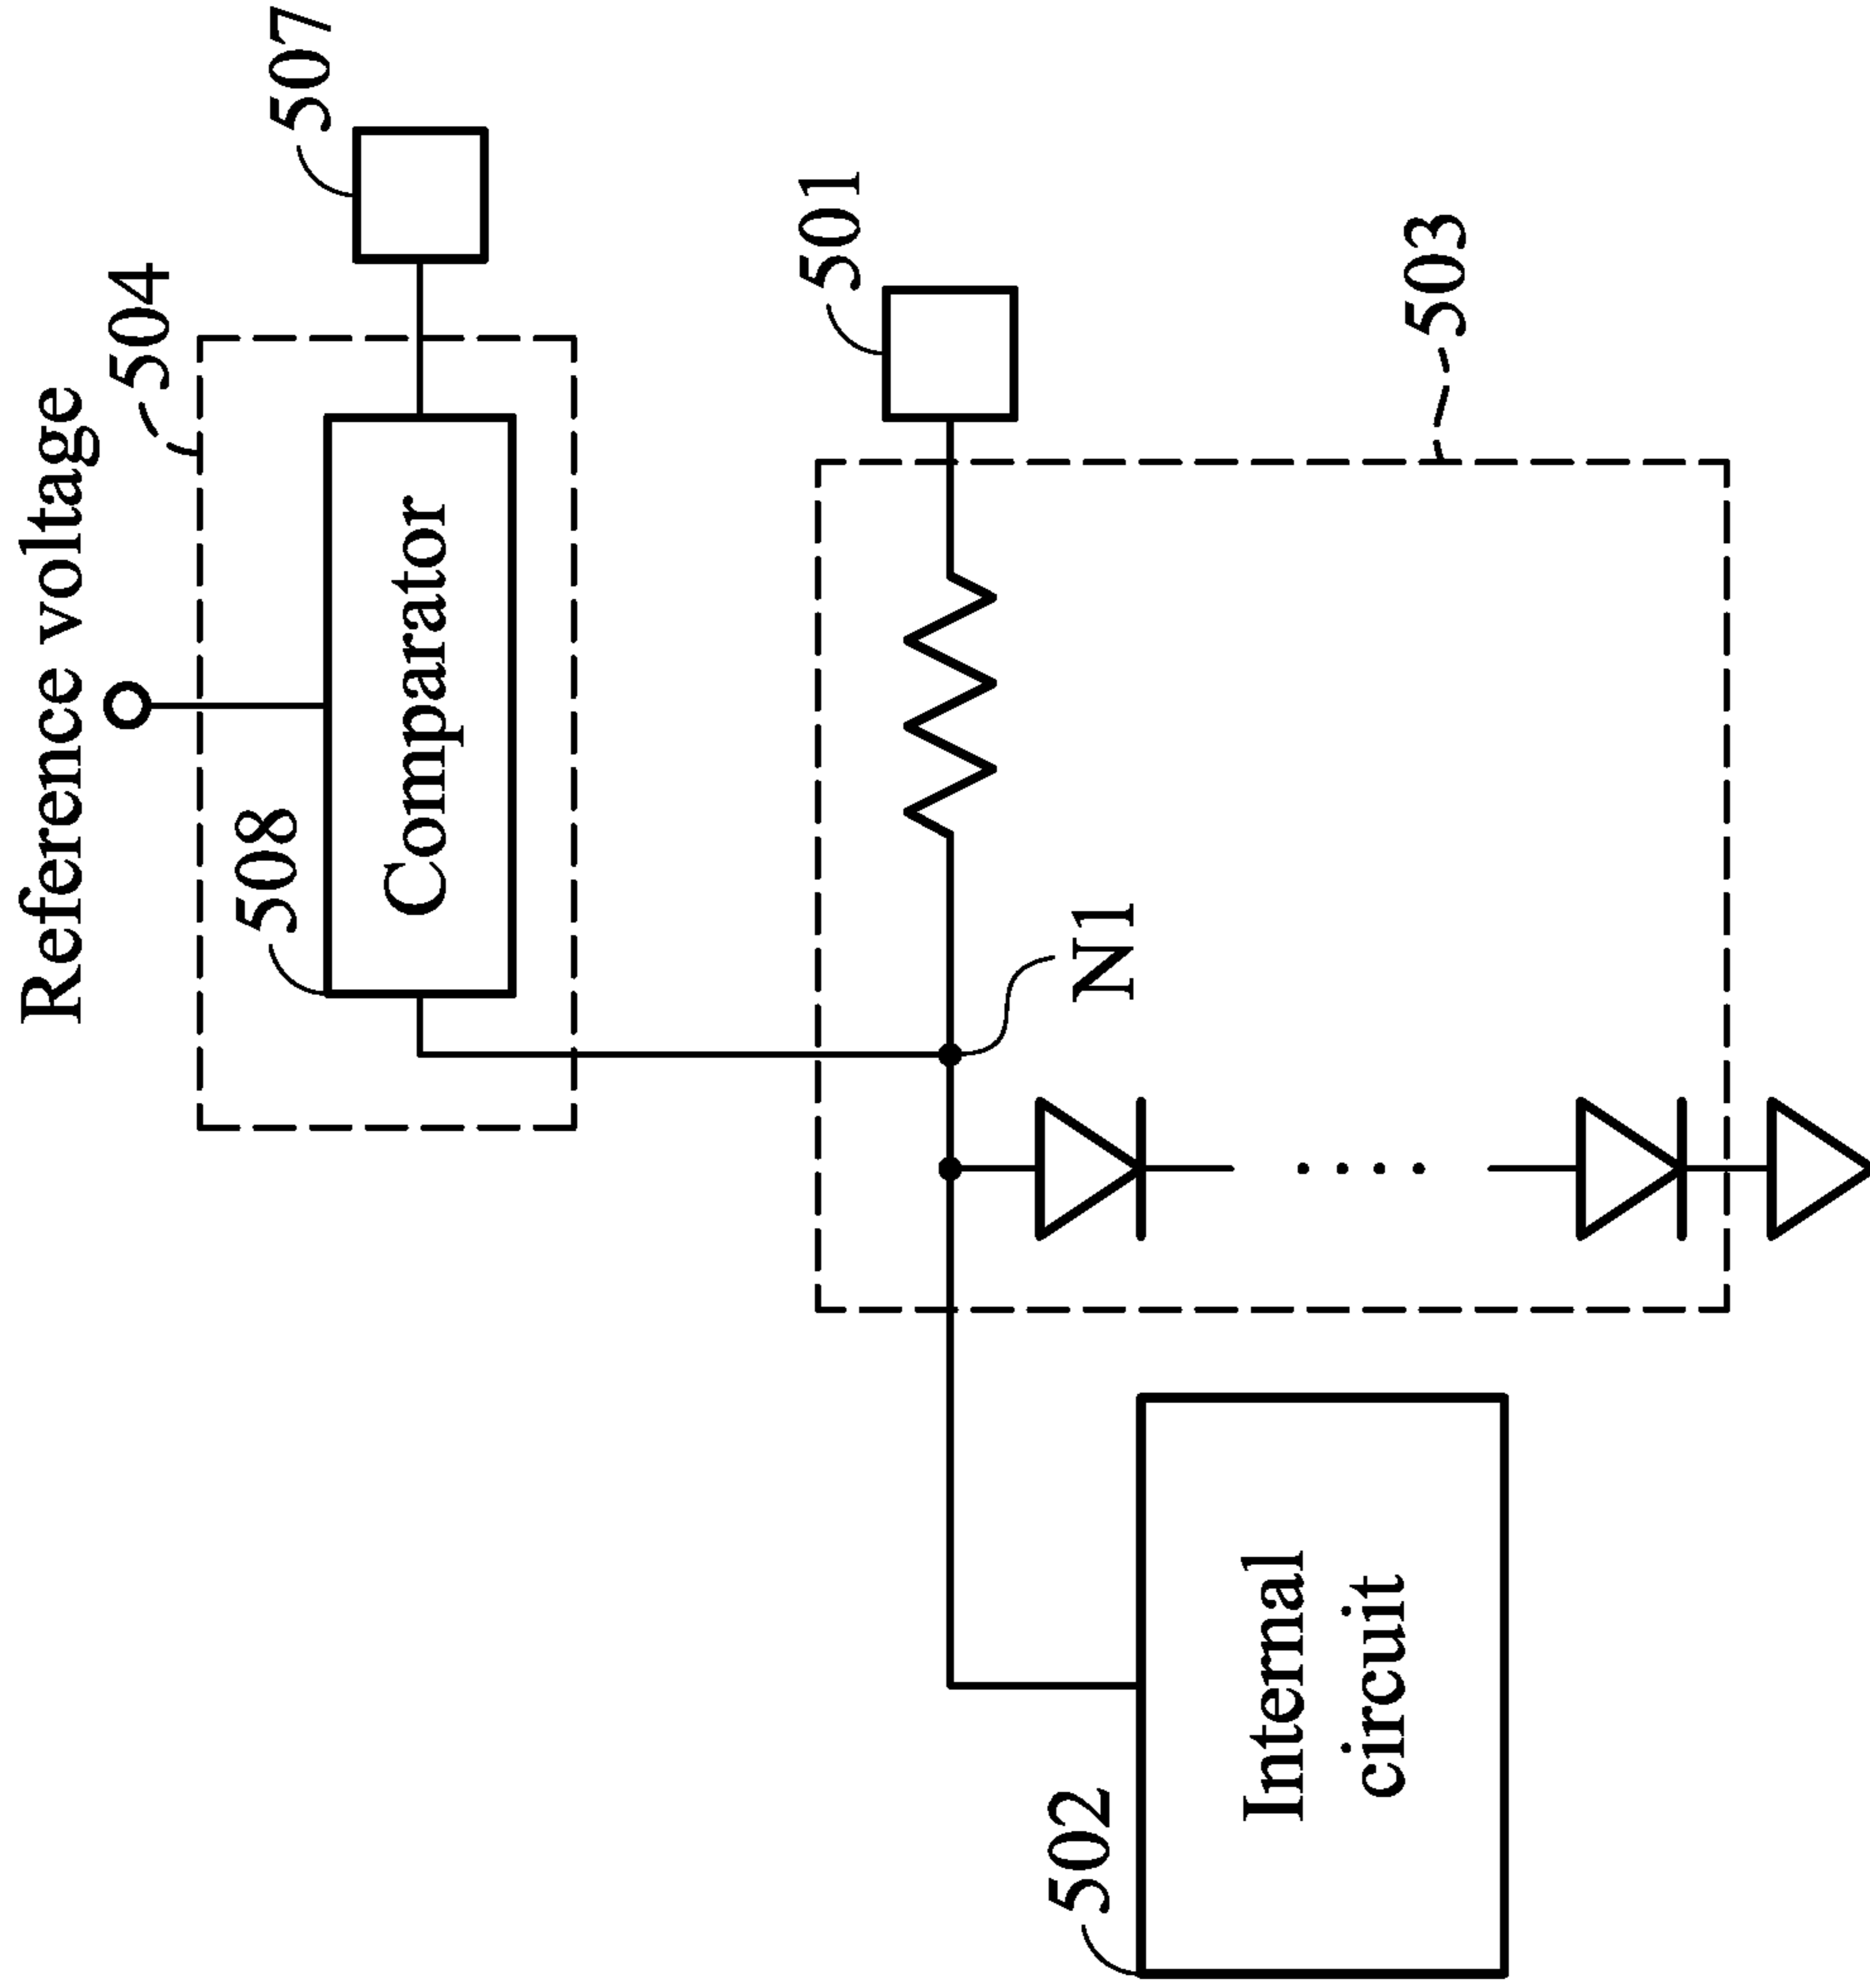 Reference voltage
504
507
508
Comparator
501
N1
503
502
Internal
circuit